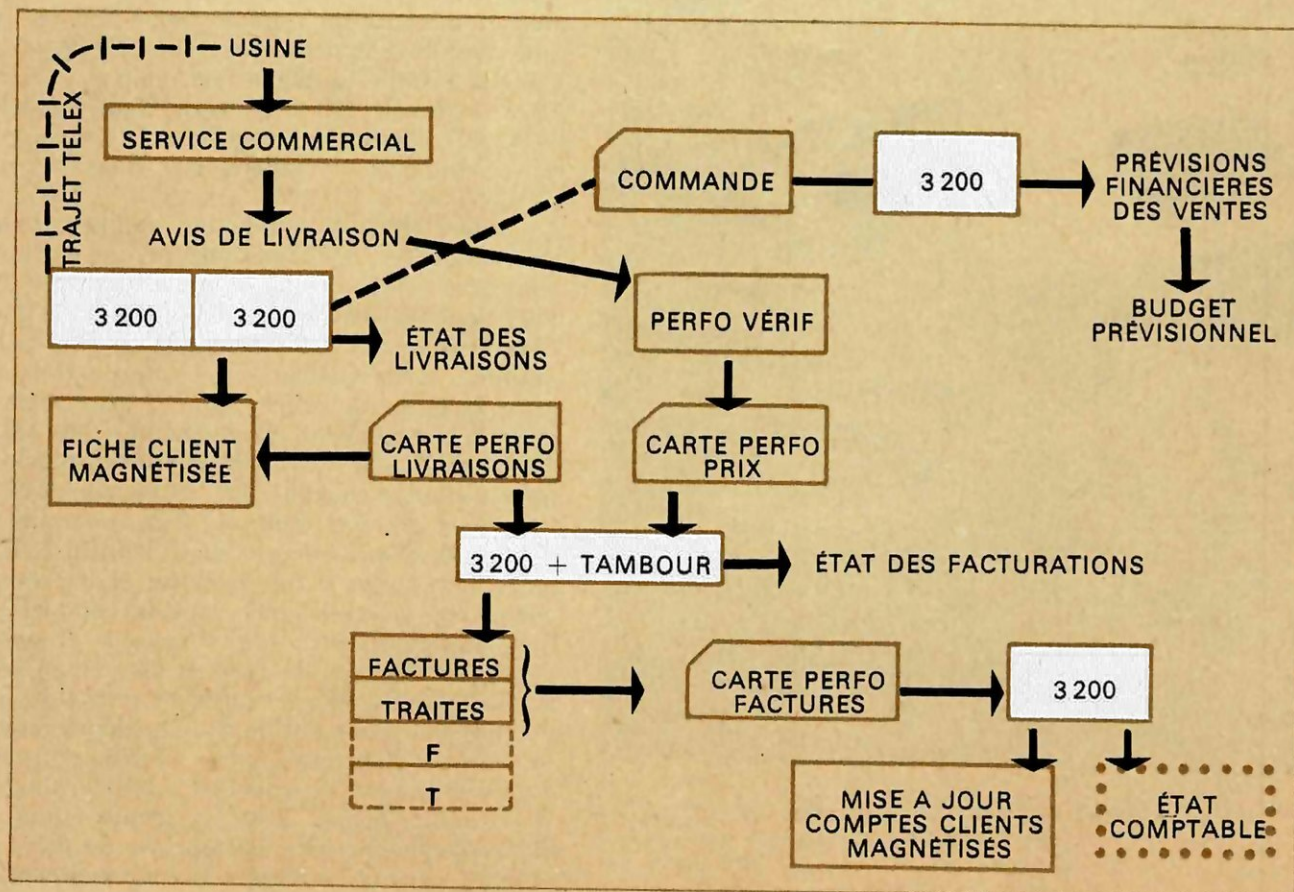 USINE
TRAJET TELEX
SERVICE COMMERCIAL
AVIS DE LIVRAISON
COMMANDE
3 200
PRÉVISIONS
FINANCIERES
DES VENTES
BUDGET
PRÉVISIONNEL
3 200
3 200
ÉTAT DES
LIVRAISONS
PERFO VÉRIF
FICHE CLIENT
MAGNÉTISÉE
CARTE PERFO
LIVRAISONS
CARTE PERFO
PRIX
3 200 + TAMBOUR
ÉTAT DES FACTURATIONS
FACTURES
TRAITES
F
T
CARTE PERFO
FACTURES
3 200
MISE A JOUR
COMPTES CLIENTS
MAGNÉTISÉS
ÉTAT
COMPTABLE